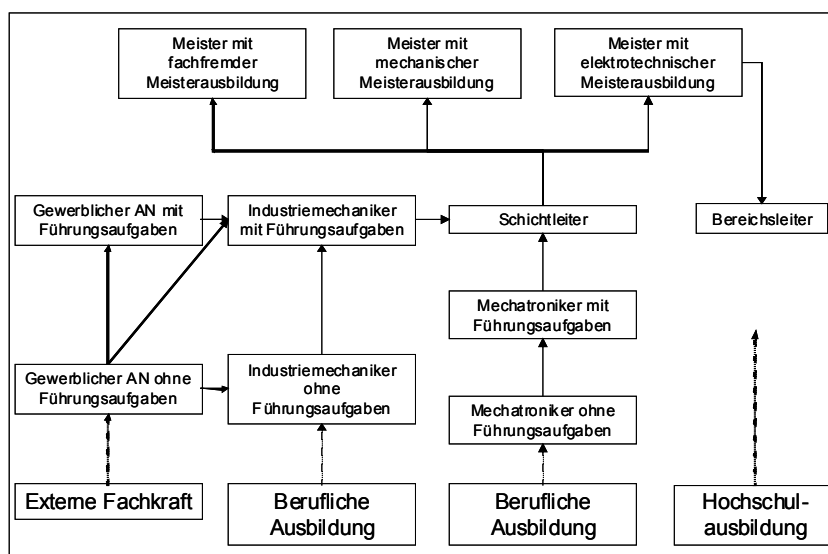 Meister mit
fachfremder
Meisterausbildung
Meister mit
mechanischer
Meisterausbildung
Meister mit
elektrotechnischer
Meisterausbildung
Gewerblicher AN mit
Führungsaufgaben
Industriemechaniker
mit Führungsaufgaben
Schichtleiter
Bereichsleiter
Mechatroniker mit
Führungsaufgaben
Gewerblicher AN ohne
Führungsaufgaben
Industriemechaniker
ohne
Führungsaufgaben
Mechatroniker ohne
Führungsaufgaben
Externe Fachkraft
Berufliche
Ausbildung
Berufliche
Ausbildung
Hochschul-
ausbildung